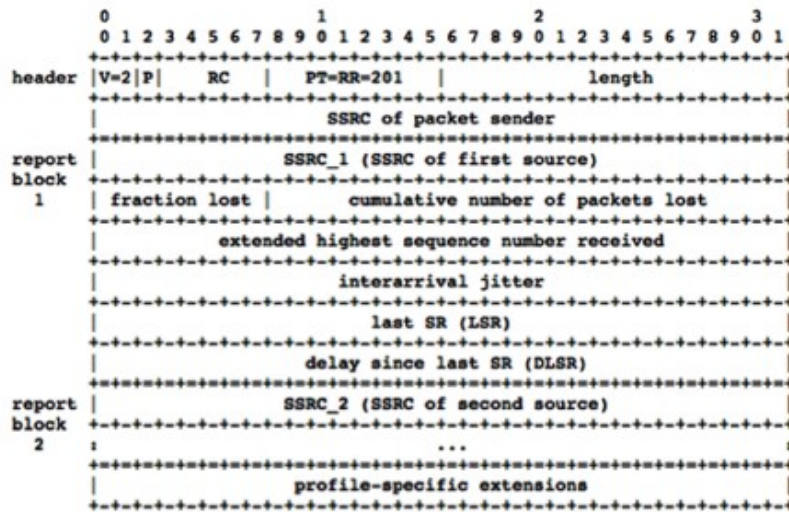 0                   1                   2                   3
0 1 2 3 4 5 6 7 8 9 0 1 2 3 4 5 6 7 8 9 0 1 2 3 4 5 6 7 8 9 0 1
+-+-+-+-+-+-+-+-+-+-+-+-+-+-+-+-+-+-+-+-+-+-+-+-+-+-+-+-+-+-+-+-+
header |V=2|P|    RC   |   PT=RR=201   |             length            |
+-+-+-+-+-+-+-+-+-+-+-+-+-+-+-+-+-+-+-+-+-+-+-+-+-+-+-+-+-+-+-+-+
|                     SSRC of packet sender                     |
+=+=+=+=+=+=+=+=+=+=+=+=+=+=+=+=+=+=+=+=+=+=+=+=+=+=+=+=+=+=+=+=+
report |                 SSRC_1 (SSRC of first source)                 |
block  +-+-+-+-+-+-+-+-+-+-+-+-+-+-+-+-+-+-+-+-+-+-+-+-+-+-+-+-+-+-+-+-+
1    | fraction lost |       cumulative number of packets lost       |
+-+-+-+-+-+-+-+-+-+-+-+-+-+-+-+-+-+-+-+-+-+-+-+-+-+-+-+-+-+-+-+-+
|           extended highest sequence number received           |
+-+-+-+-+-+-+-+-+-+-+-+-+-+-+-+-+-+-+-+-+-+-+-+-+-+-+-+-+-+-+-+-+
|                      interarrival jitter                      |
+-+-+-+-+-+-+-+-+-+-+-+-+-+-+-+-+-+-+-+-+-+-+-+-+-+-+-+-+-+-+-+-+
|                         last SR (LSR)                         |
+-+-+-+-+-+-+-+-+-+-+-+-+-+-+-+-+-+-+-+-+-+-+-+-+-+-+-+-+-+-+-+-+
|                   delay since last SR (DLSR)                  |
+=+=+=+=+=+=+=+=+=+=+=+=+=+=+=+=+=+=+=+=+=+=+=+=+=+=+=+=+=+=+=+=+
report |                 SSRC_2 (SSRC of second source)                |
block  +-+-+-+-+-+-+-+-+-+-+-+-+-+-+-+-+-+-+-+-+-+-+-+-+-+-+-+-+-+-+-+-+
2    :                               ...                             :
+=+=+=+=+=+=+=+=+=+=+=+=+=+=+=+=+=+=+=+=+=+=+=+=+=+=+=+=+=+=+=+=+
|                  profile-specific extensions                  |
+-+-+-+-+-+-+-+-+-+-+-+-+-+-+-+-+-+-+-+-+-+-+-+-+-+-+-+-+-+-+-+-+